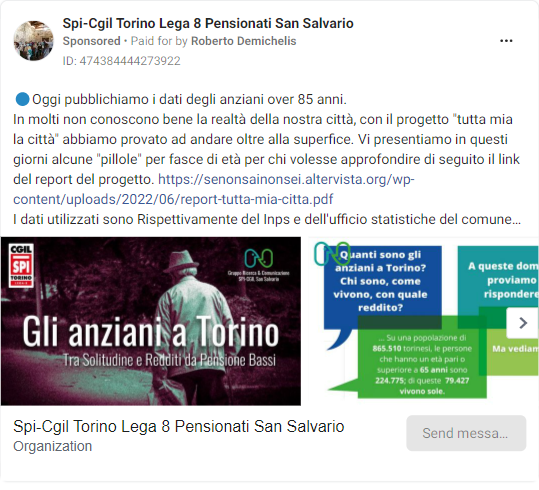 Spi-Cgil Torino Lega 8 Pensionati San Salvario
Sponsored • Paid for by Roberto Demichelis
ID: 474384444273922
Oggi pubblichiamo i dati degli anziani over 85 anni.
In molti non conoscono bene la realtà della nostra città, con il progetto "tutta mia
la città" abbiamo provato ad andare oltre alla superfice. Vi presentiamo in questi
giorni alcune "pillole" per fasce di età per chi volesse approfondire di seguito il link
del report del progetto. https://senonsainonsei.altervista.org/wp-
content/uploads/2022/06/report-tutta-mia-citta.pdf
I dati utilizzati sono Rispettivamente del Inps e dell'ufficio statistiche del comune...
CGIL
SPI
TORINO
LEGA 8
Gruppo Ricerca & Comunicazione
SPI-CGIL San Salvario
Gli anziani a Torino
Tra Solitudine e Redditi da Pensione Bassi
Quanti sono gli
anziani a Torino?
Chi sono, come
vivono, con quale
reddito?
... Su una popolazione di
865.510 torinesi, le persone
che hanno un età pari o
superiore a 65 anni sono
224.775; di queste 79.427
vivono sole.
A queste dom
proviamo
rispondere
Ma vediam
Spi-Cgil Torino Lega 8 Pensionati San Salvario
Organization
Send messa...